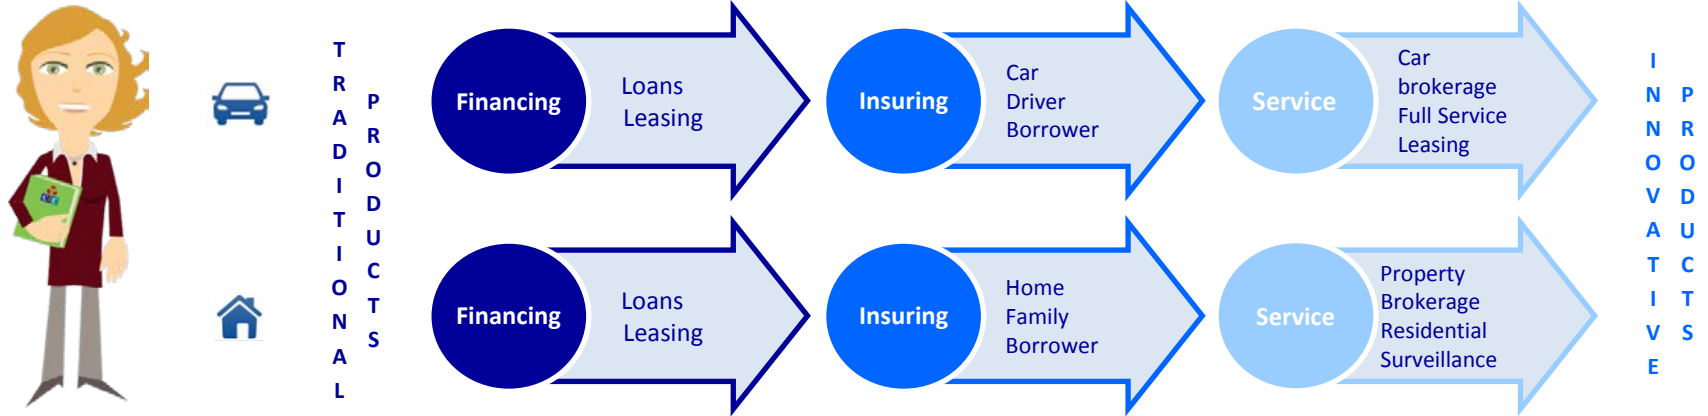 TRADITIONAL
PRODUCTS
Financing
Loans
Leasing
Insuring
Car
Driver
Borrower
Service
Car
brokerage
Full Service
Leasing
Financing
Loans
Leasing
Insuring
Home
Family
Borrower
Service
Property
Brokerage
Residential
Surveillance
INNOVATIVE
PRODUCTS